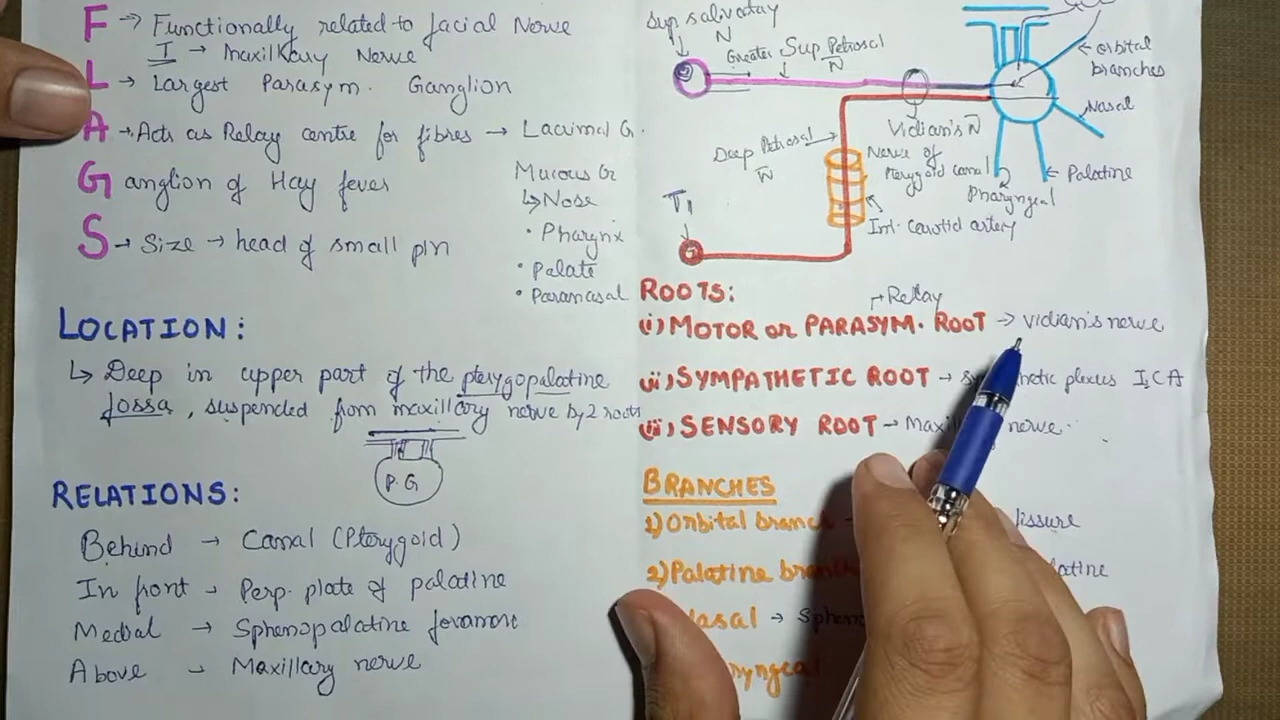 F → Functionally related to facial Nerve
I → Maxillary Nerve
L → Largest Parasym. Ganglion
A → Acts as Relay centre for fibres → Lacrimal G.
Mucous Gr
↳ Nose
• Pharynx
• Palate
• Paranasal
G anglion of Hay fever
S → Size → head of small pin
LOCATION:
↳ Deep in upper part of the pterygopalatine
fossa, suspended from maxillary nerve by 2 roots
P.G
RELATIONS:
Behind → Canal (Pterygoid)
In font → Perp. plate of palatine
Medial → Sphenopalatine
Above → Maxillary nerve
Sup salivatory
N
Greater Sup Petrosal
N
orbital
branches
Nasal
Palatine
Pharyngeal
Vidian's N
Nerve of
pterygoid canal
Deep Petrosal
N
Int. Carotid artery
T1
ROOTS:
Relay
(i) MOTOR or PARASYM. ROOT → Vidian's nerve
(ii) SYMPATHETIC ROOT → plexus ICA
(iii) SENSORY ROOT → nerve
BRANCHES
1) Orbital fissure
2) Palatine
Nasal →